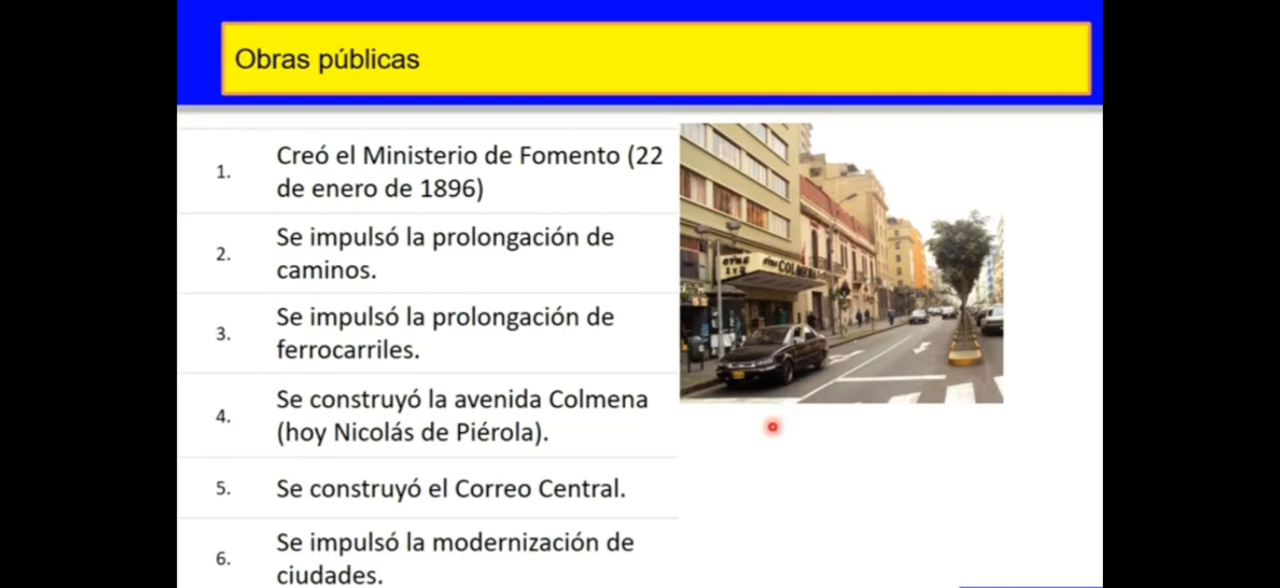 Obras públicas
1.
Creó el Ministerio de Fomento (22
de enero de 1896)
2.
Se impulsó la prolongación de
caminos.
3.
Se impulsó la prolongación de
ferrocarriles.
4.
Se construyó la avenida Colmena
(hoy Nicolás de Piérola).
5.
Se construyó el Correo Central.
6.
Se impulsó la modernización de
ciudades.
COLMENA